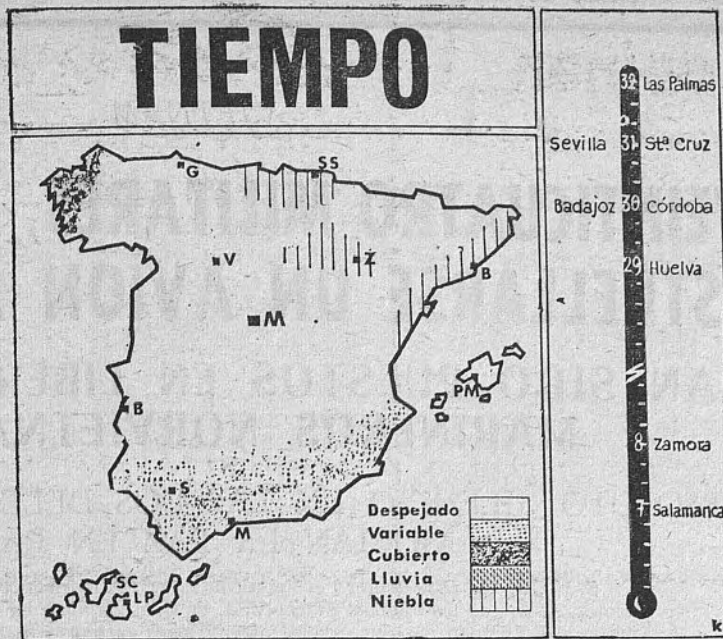 TIEMPO
G
SS
V
Z
B
M
PM
B
S
M
SC
LP
Despejado
Variable
Cubierto
Lluvia
Niebla
32 Las Palmas
Sevilla 31 Stª Cruz
Badajoz 30 Córdoba
29 Huelva
8 Zamora
7 Salamanca